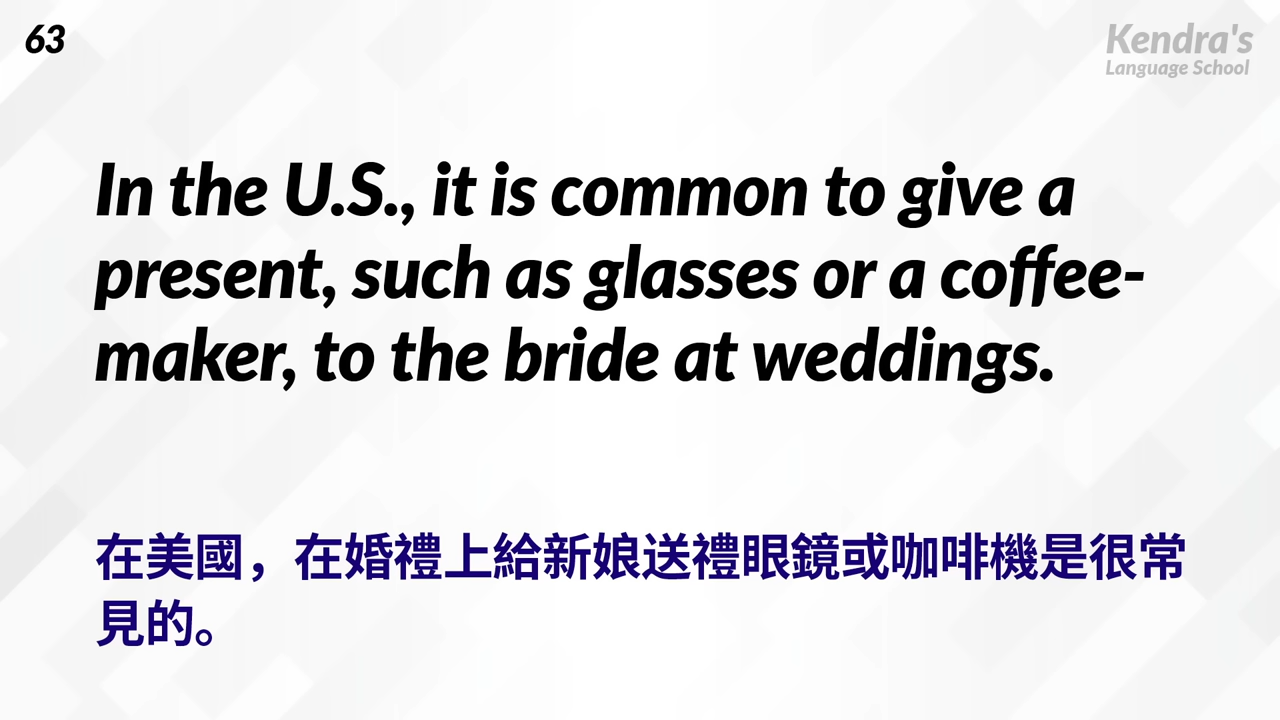 63
Kendra's
Language School
In the U.S., it is common to give a
present, such as glasses or a coffee-
maker, to the bride at weddings.
在美國，在婚禮上給新娘送禮眼鏡或咖啡機是很常
見的。